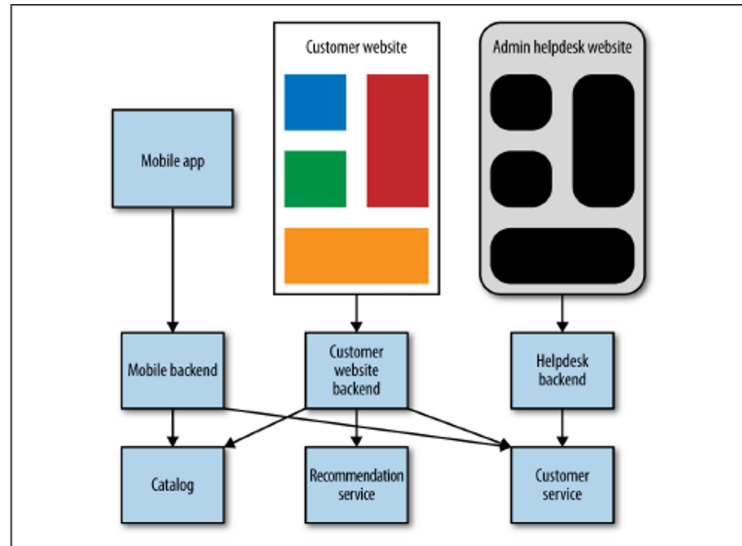 Customer website
Admin helpdesk website
Mobile app
Mobile backend
Customer
website
backend
Helpdesk
backend
Catalog
Recommendation
service
Customer
service